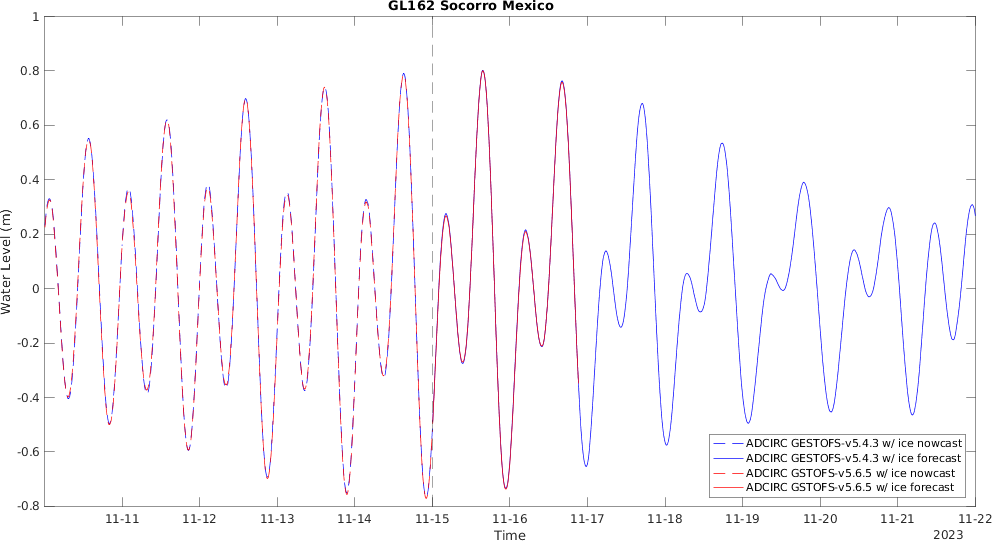 GL162 Socorro Mexico
1
0.8
0.6
0.4
0.2
0
-0.2
-0.4
-0.6
-0.8
Water Level (m)
ADCIRC GESTOFS-v5.4.3 w/ ice nowcast
ADCIRC GESTOFS-v5.4.3 w/ ice forecast
ADCIRC GSTOFS-v5.6.5 w/ ice nowcast
ADCIRC GSTOFS-v5.6.5 w/ ice forecast
11-11 11-12 11-13 11-14 11-15 11-16 11-17 11-18 11-19 11-20 11-21 11-22
Time
2023